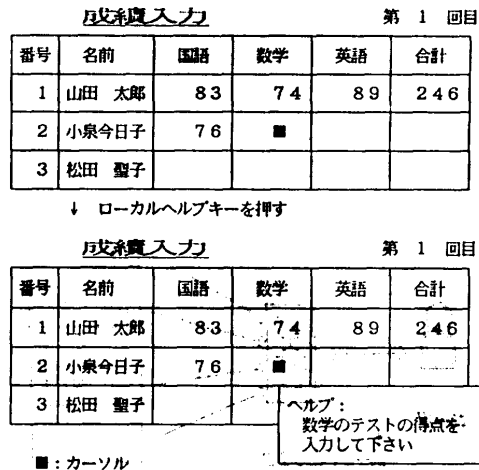 成績入力 第 1 回目
番号 名前 国語 数学 英語 合計
1 山田 太郎 83 74 89 246
2 小泉今日子 76 ■
3 松田 聖子
↓ ローカルヘルプキーを押す
成績入力 第 1 回目
番号 名前 国語 数学 英語 合計
1 山田 太郎 83 74 89 246
2 小泉今日子 76 ■
3 松田 聖子
ヘルプ:
数学のテストの得点を
入力して下さい
■:カーソル